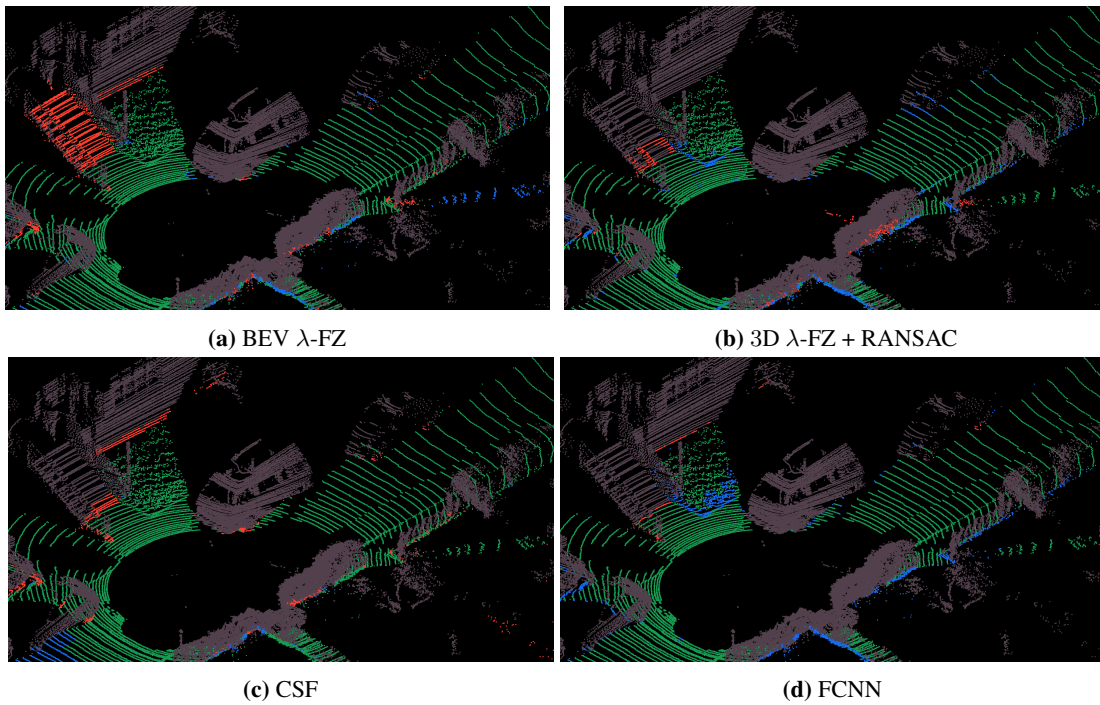 (a) BEV λ-FZ
(b) 3D λ-FZ + RANSAC
(c) CSF
(d) FCNN